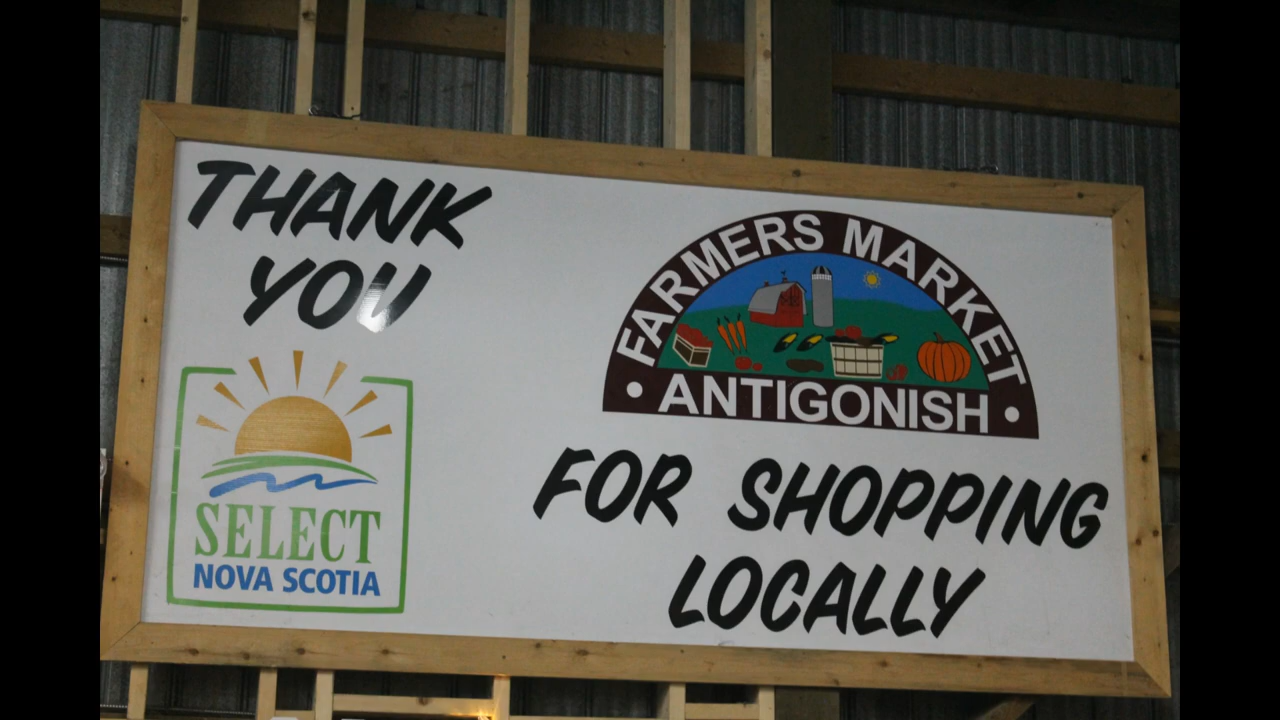 THANK
YOU
SELECT
NOVA SCOTIA
FARMERS MARKET
• ANTIGONISH •
FOR SHOPPING
LOCALLY